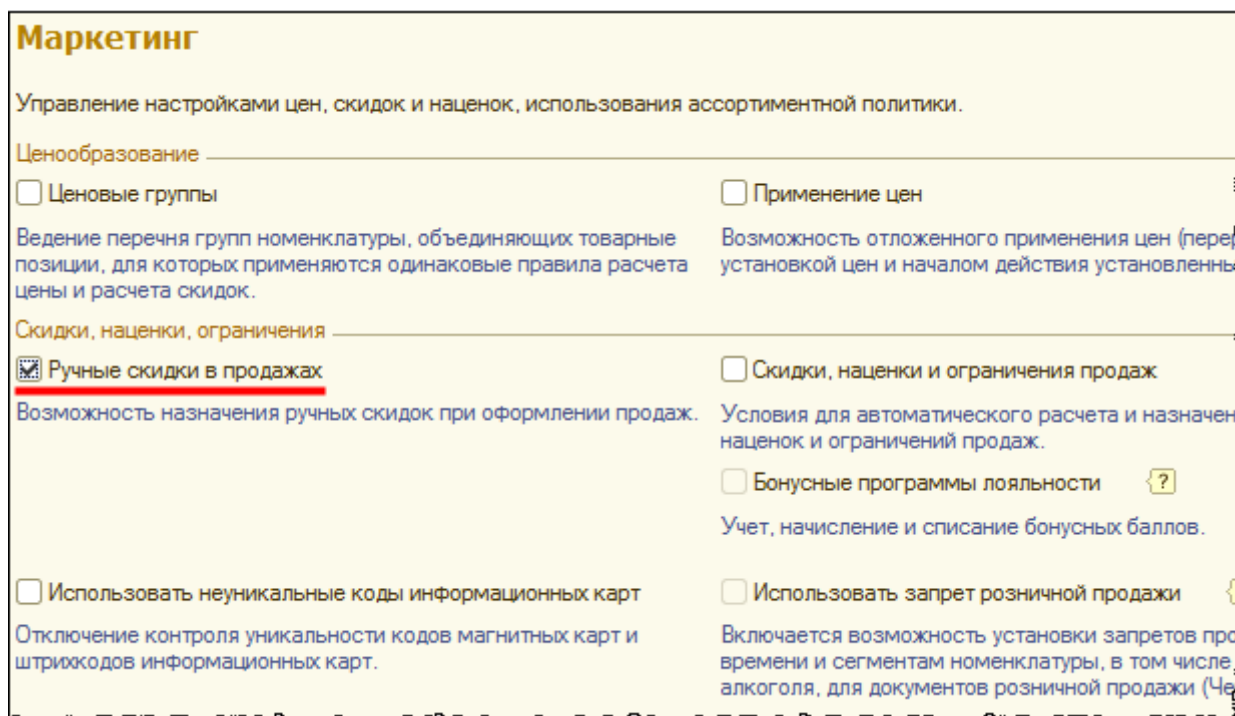 Маркетинг
Управление настройками цен, скидок и наценок, использования ассортиментной политики.
Ценообразование
Ценовые группы
Ведение перечня групп номенклатуры, объединяющих товарные
позиции, для которых применяются одинаковые правила расчета
цены и расчета скидок.
Применение цен
Возможность отложенного применения цен
установкой цен и началом действия
Скидки, наценки, ограничения
Ручные скидки в продажах
Возможность назначения ручных скидок при оформлении продаж.
Скидки, наценки и ограничения продаж
Условия для автоматического расчета и
наценок и ограничений продаж.
Бонусные программы лояльности ?
Учет, начисление и списание бонусных баллов.
Использовать неуникальные коды информационных карт
Отключение контроля уникальности кодов магнитных карт и
штрихкодов информационных карт.
Использовать запрет розничной продажи
Включается возможность установки запретов
времени и сегментам номенклатуры, в том числе
алкоголя, для документов розничной продажи